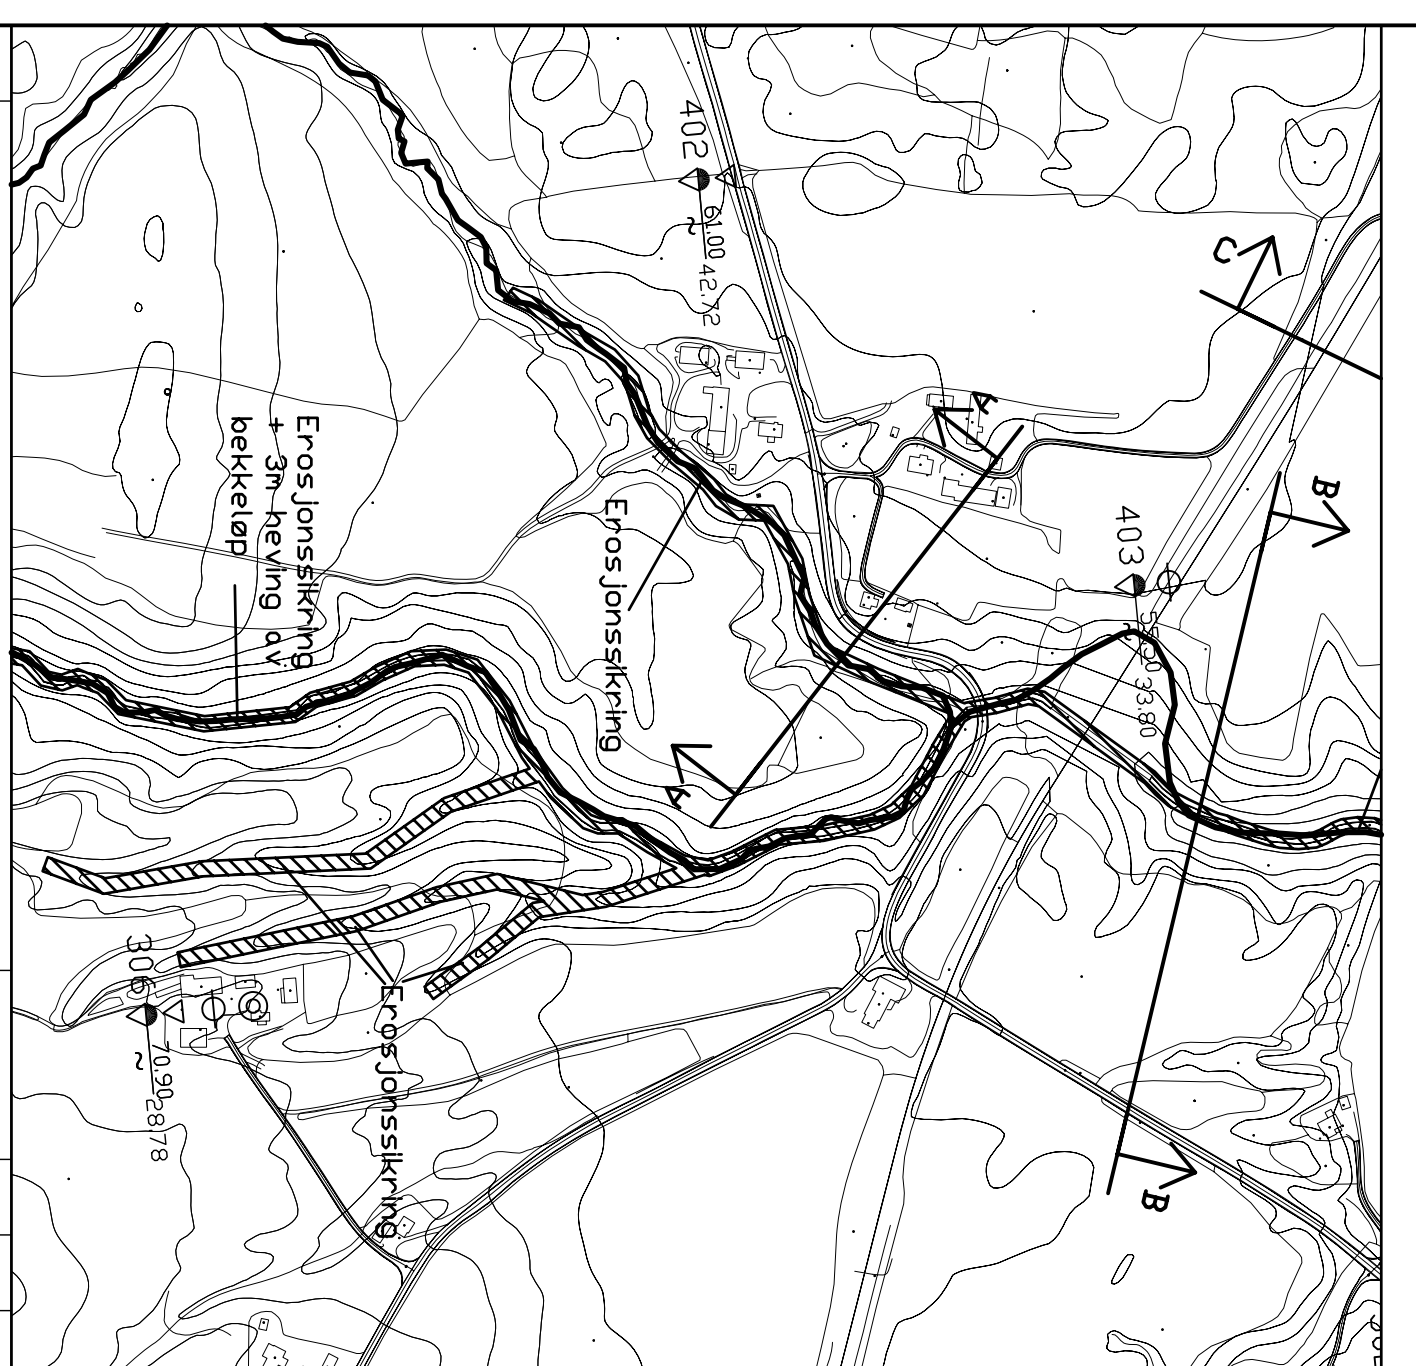 402
61.00
42.72
~
C
A
B
403
33.80
~
Erosjonssikring
+ 3m heving av
bekkeløp
Erosjonssikring
A
306
70.90
28.78
~
Erosjonssikring
B